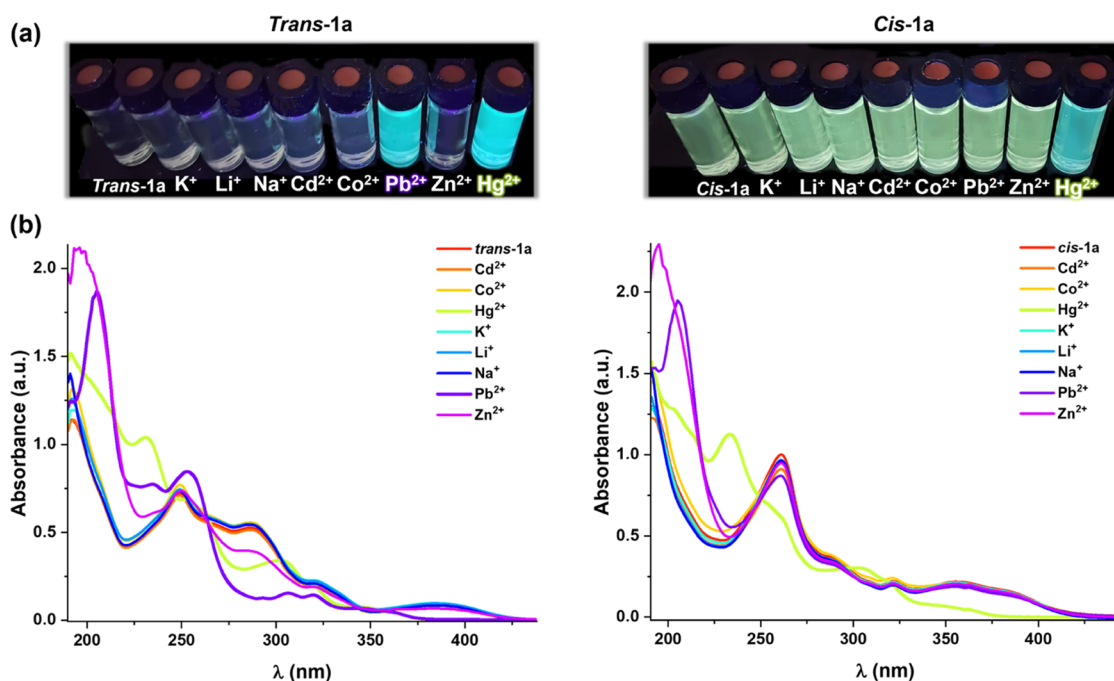 (a)
Trans-1a
Cis-1a
Trans-1a K⁺ Li⁺ Na⁺ Cd²⁺ Co²⁺ Pb²⁺ Zn²⁺ Hg²⁺
Cis-1a K⁺ Li⁺ Na⁺ Cd²⁺ Co²⁺ Pb²⁺ Zn²⁺ Hg²⁺
(b)
trans-1a
Cd²⁺
Co²⁺
Hg²⁺
K⁺
Li⁺
Na⁺
Pb²⁺
Zn²⁺
2.0
1.5
1.0
0.5
0.0
Absorbance (a.u.)
200 250 300 350 400
λ (nm)
cis-1a
Cd²⁺
Co²⁺
Hg²⁺
K⁺
Li⁺
Na⁺
Pb²⁺
Zn²⁺
2.0
1.5
1.0
0.5
0.0
Absorbance (a.u.)
200 250 300 350 400
λ (nm)